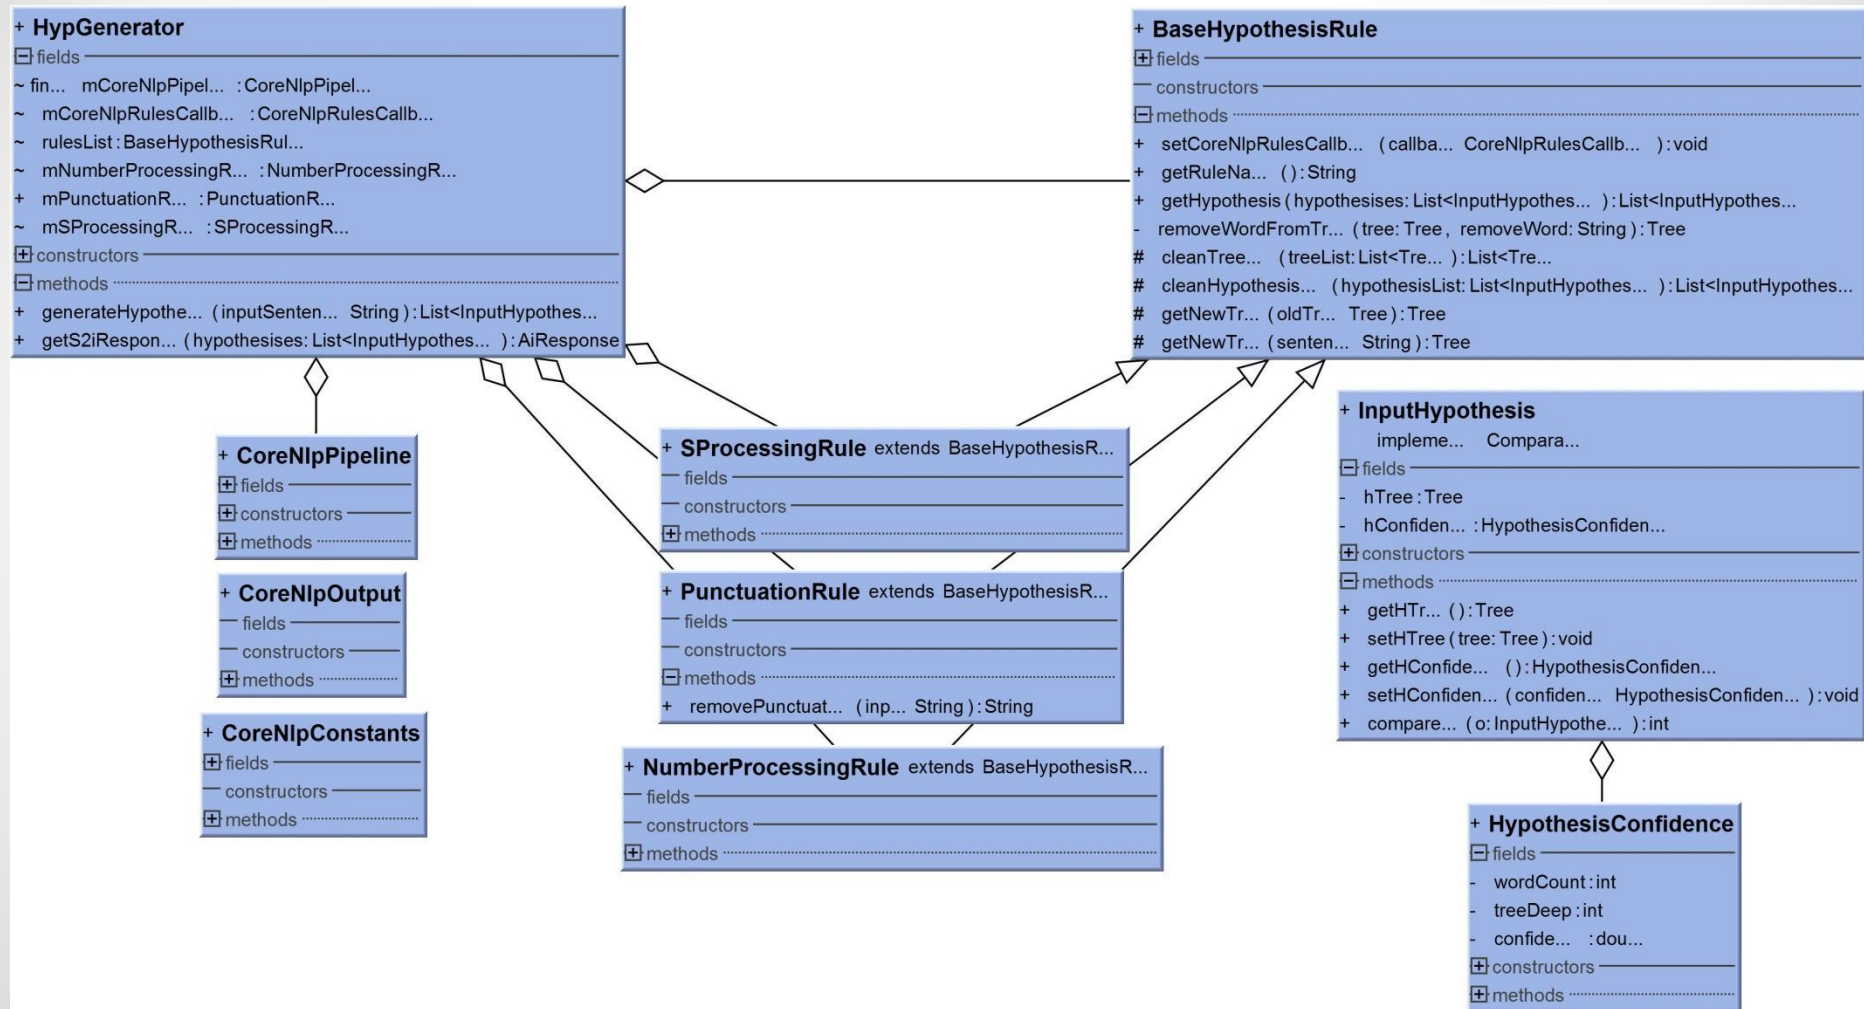 + HypGenerator
fields
~ fin... mCoreNlpPipel... :CoreNlpPipel...
~ mCoreNlpRulesCallb... :CoreNlpRulesCallb...
~ rulesList:BaseHypothesisRul...
~ mNumberProcessingR... :NumberProcessingR...
+ mPunctuationR... :PunctuationR...
~ mSProcessingR... :SProcessingR...
constructors
methods
+ generateHypothe... (inputSenten... String):List<InputHypothes...
+ getS2iRespon... (hypothesises:List<InputHypothes... ):AiResponse
+ BaseHypothesisRule
fields
constructors
methods
+ setCoreNlpRulesCallb... (callba... CoreNlpRulesCallb... ):void
+ getRuleNa... ():String
+ getHypothesis(hypothesises:List<InputHypothes... ):List<InputHypothes...
- removeWordFromTr... (tree:Tree, removeWord:String):Tree
# cleanTree... (treeList:List<Tre... ):List<Tre...
# cleanHypothesis... (hypothesisList:List<InputHypothes... ):List<InputHypothes...
# getNewTr... (oldTr... Tree):Tree
# getNewTr... (senten... String):Tree
+ CoreNlpPipeline
fields
constructors
methods
+ CoreNlpOutput
fields
constructors
methods
+ CoreNlpConstants
fields
constructors
methods
+ SProcessingRule extends BaseHypothesisR...
fields
constructors
methods
+ PunctuationRule extends BaseHypothesisR...
fields
constructors
methods
+ removePunctuat... (inp... String):String
+ NumberProcessingRule extends BaseHypothesisR...
fields
constructors
methods
+ InputHypothesis
impleme... Compara...
fields
- hTree:Tree
- hConfiden... :HypothesisConfiden...
constructors
methods
+ getHTr... ():Tree
+ setHTree(tree:Tree):void
+ getHConfide... ():HypothesisConfiden...
+ setHConfiden... (confiden... HypothesisConfiden... ):void
+ compare... (o:InputHypothe... ):int
+ HypothesisConfidence
fields
- wordCount:int
- treeDeep:int
- confide... :dou...
constructors
methods